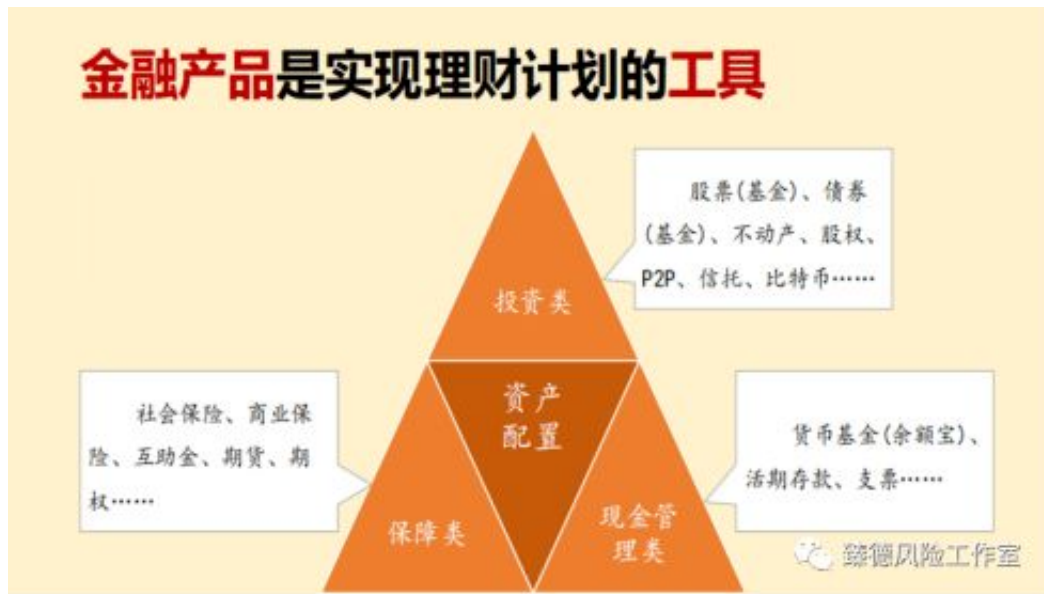 金融产品是实现理财计划的工具
股票(基金)、债券
(基金)、不动产、股权、
P2P、信托、比特币……
投资类
资产
配置
社会保险、商业保
险、互助金、期货、期
权……
保障类
货币基金(余额宝)、
活期存款、支票……
现金管
理类
臻德风险工作室